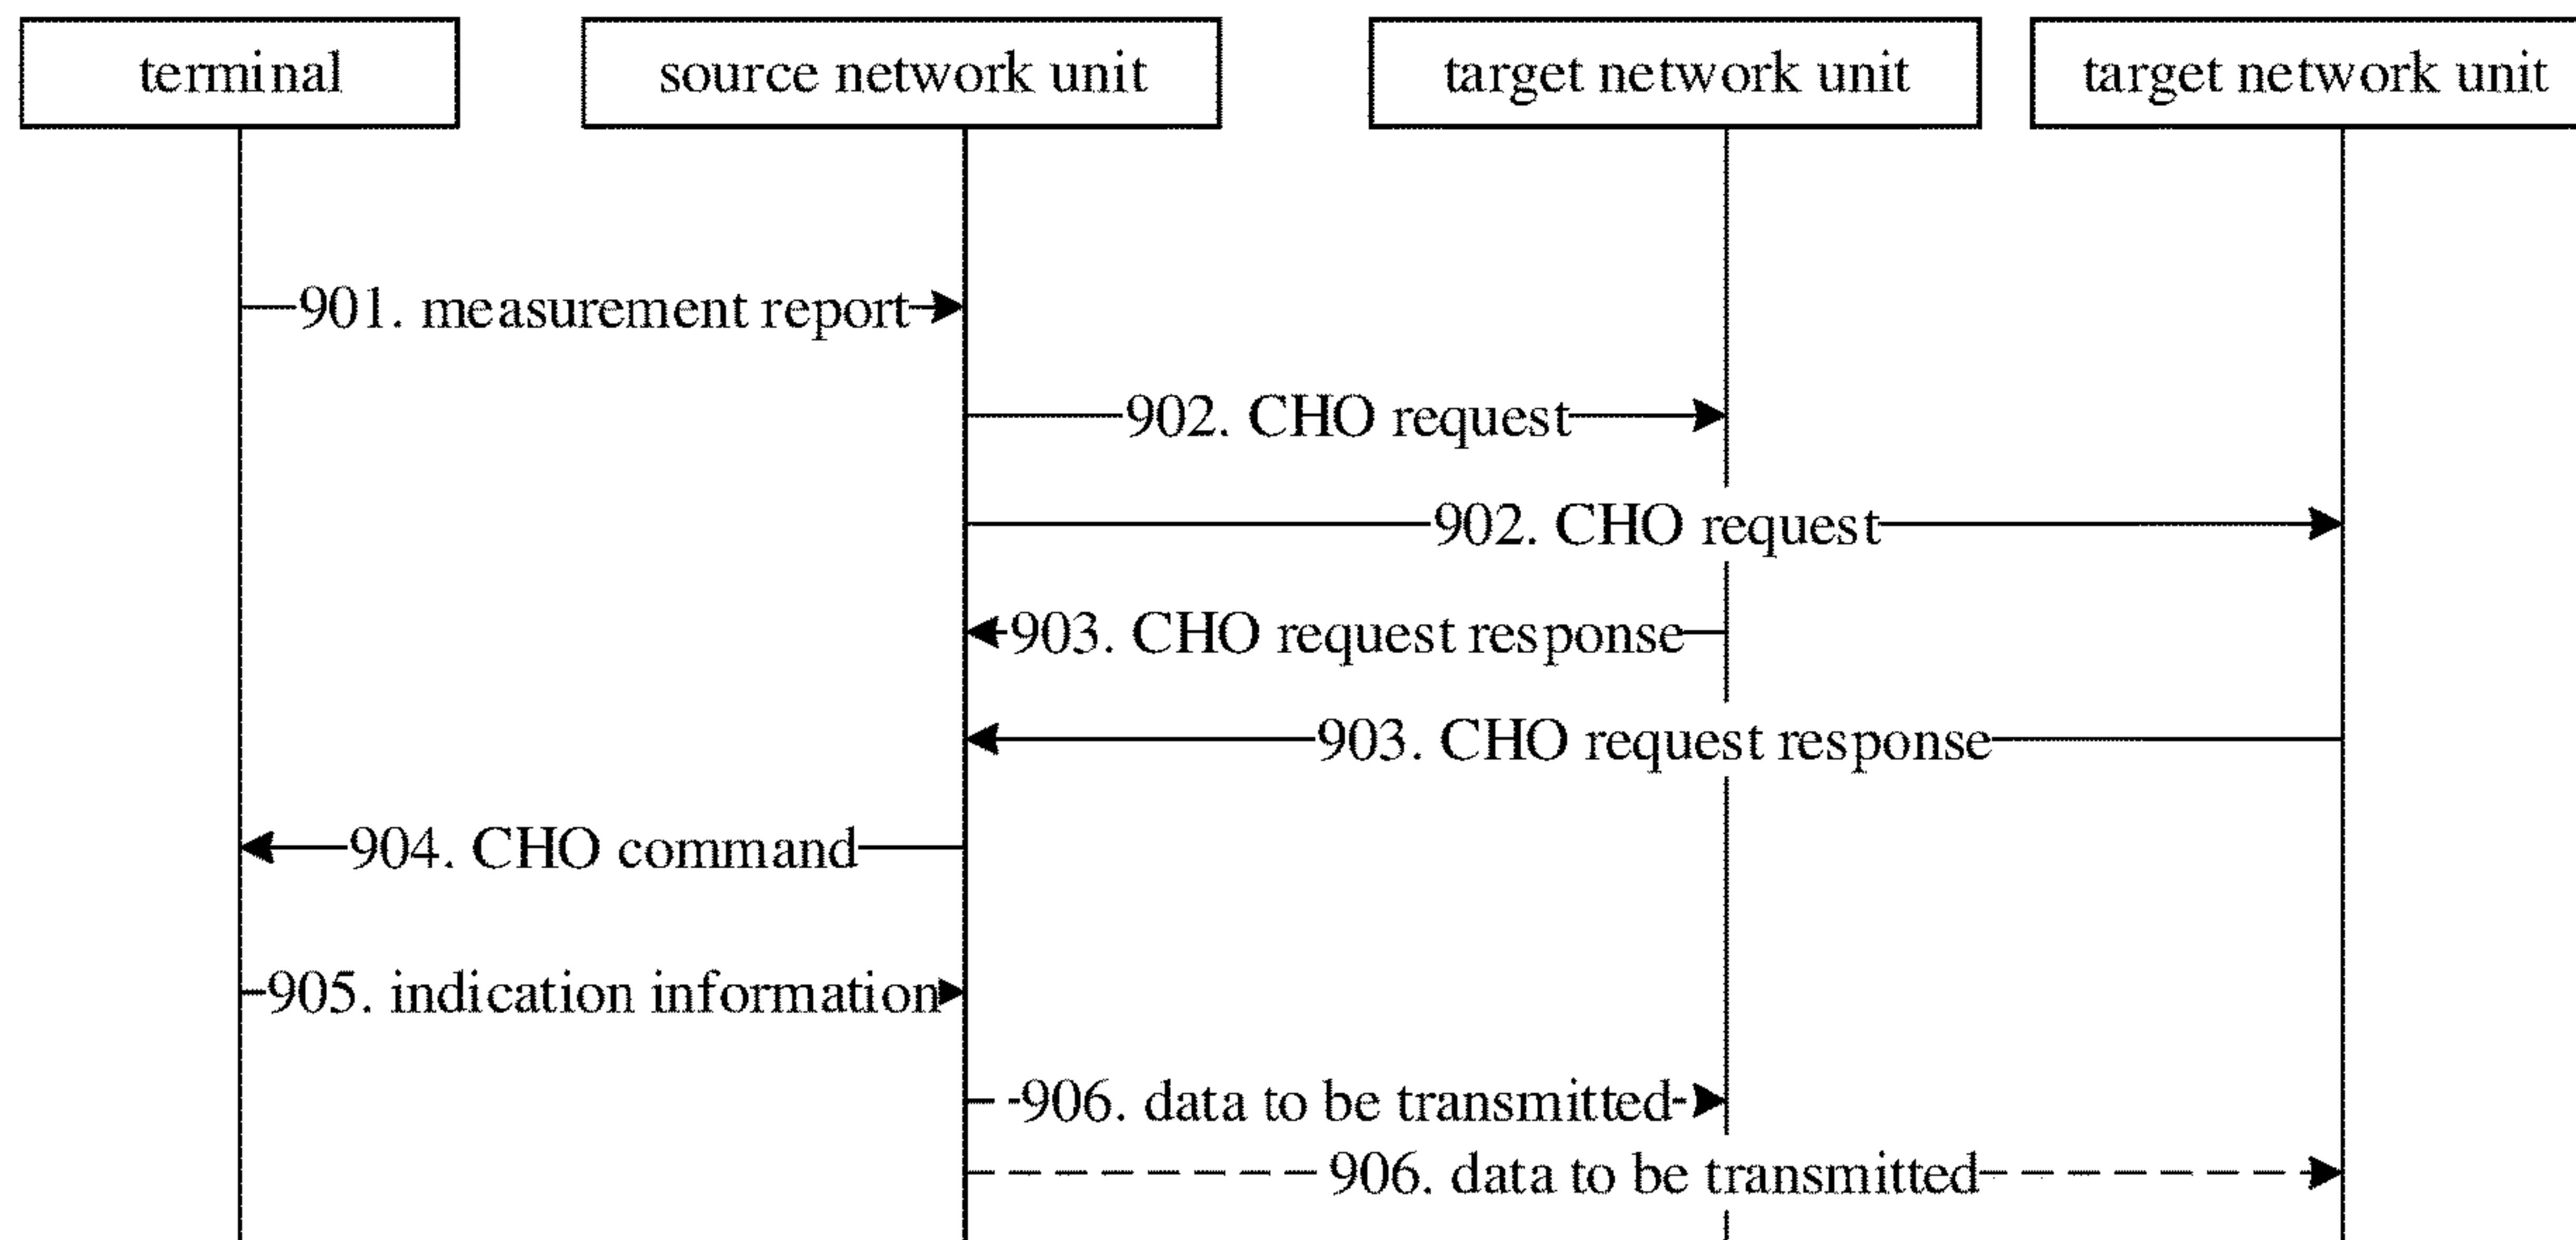 terminal
source network unit
target network unit
target network unit
901. measurement report
902. CHO request
902. CHO request
903. CHO request response
903. CHO request response
904. CHO command
905. indication information
906. data to be transmitted
906. data to be transmitted